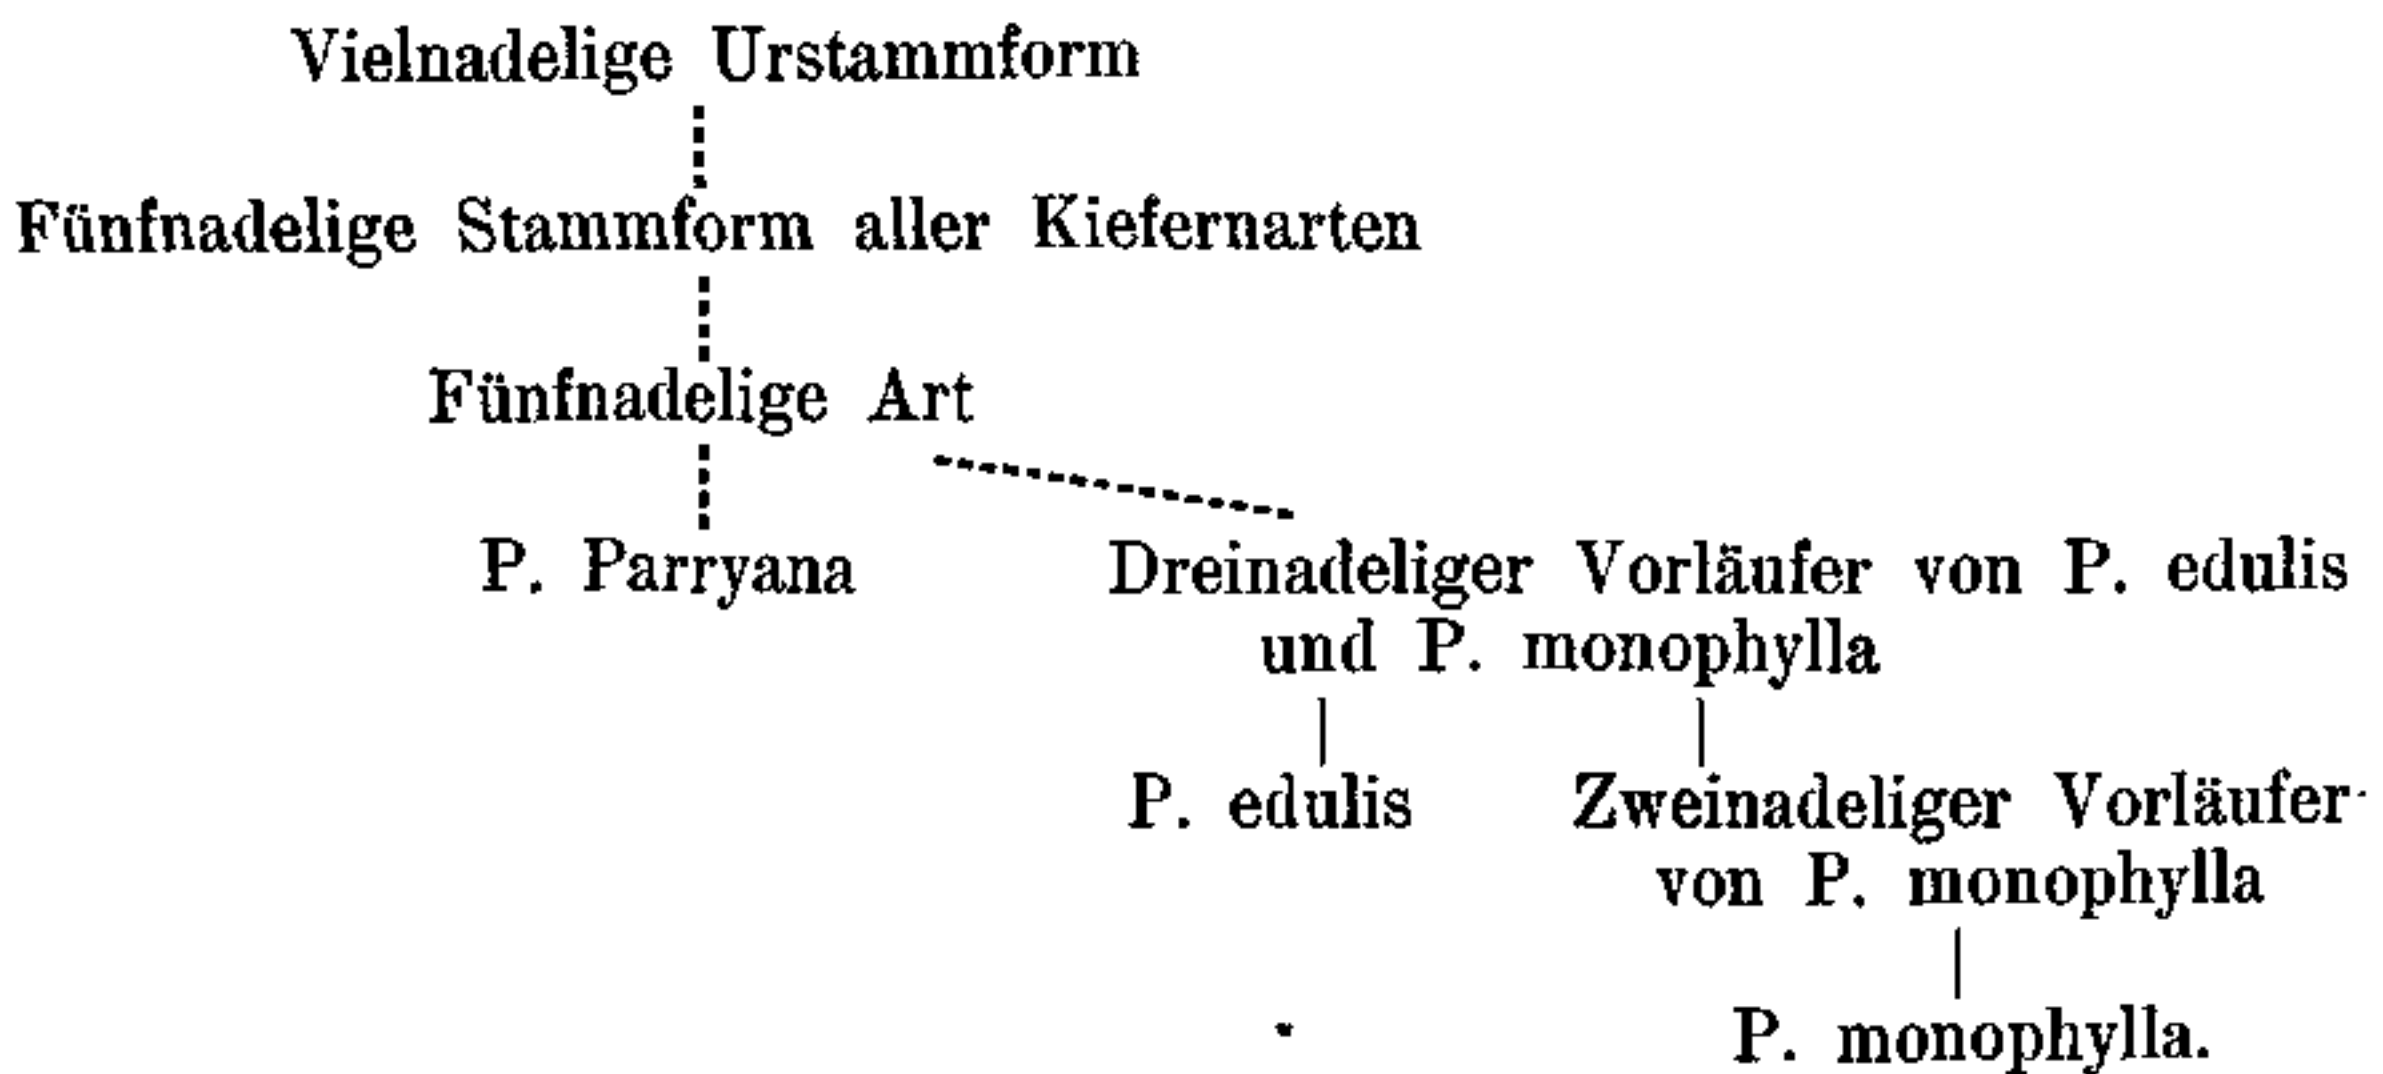 Vielnadelige Urstammform
Fünfnadelige Stammform aller Kiefernarten
Fünfnadelige Art
P. Parryana
Dreinadeliger Vorläufer von P. edulis
und P. monophylla
P. edulis
Zweinadeliger Vorläufer
von P. monophylla
P. monophylla.